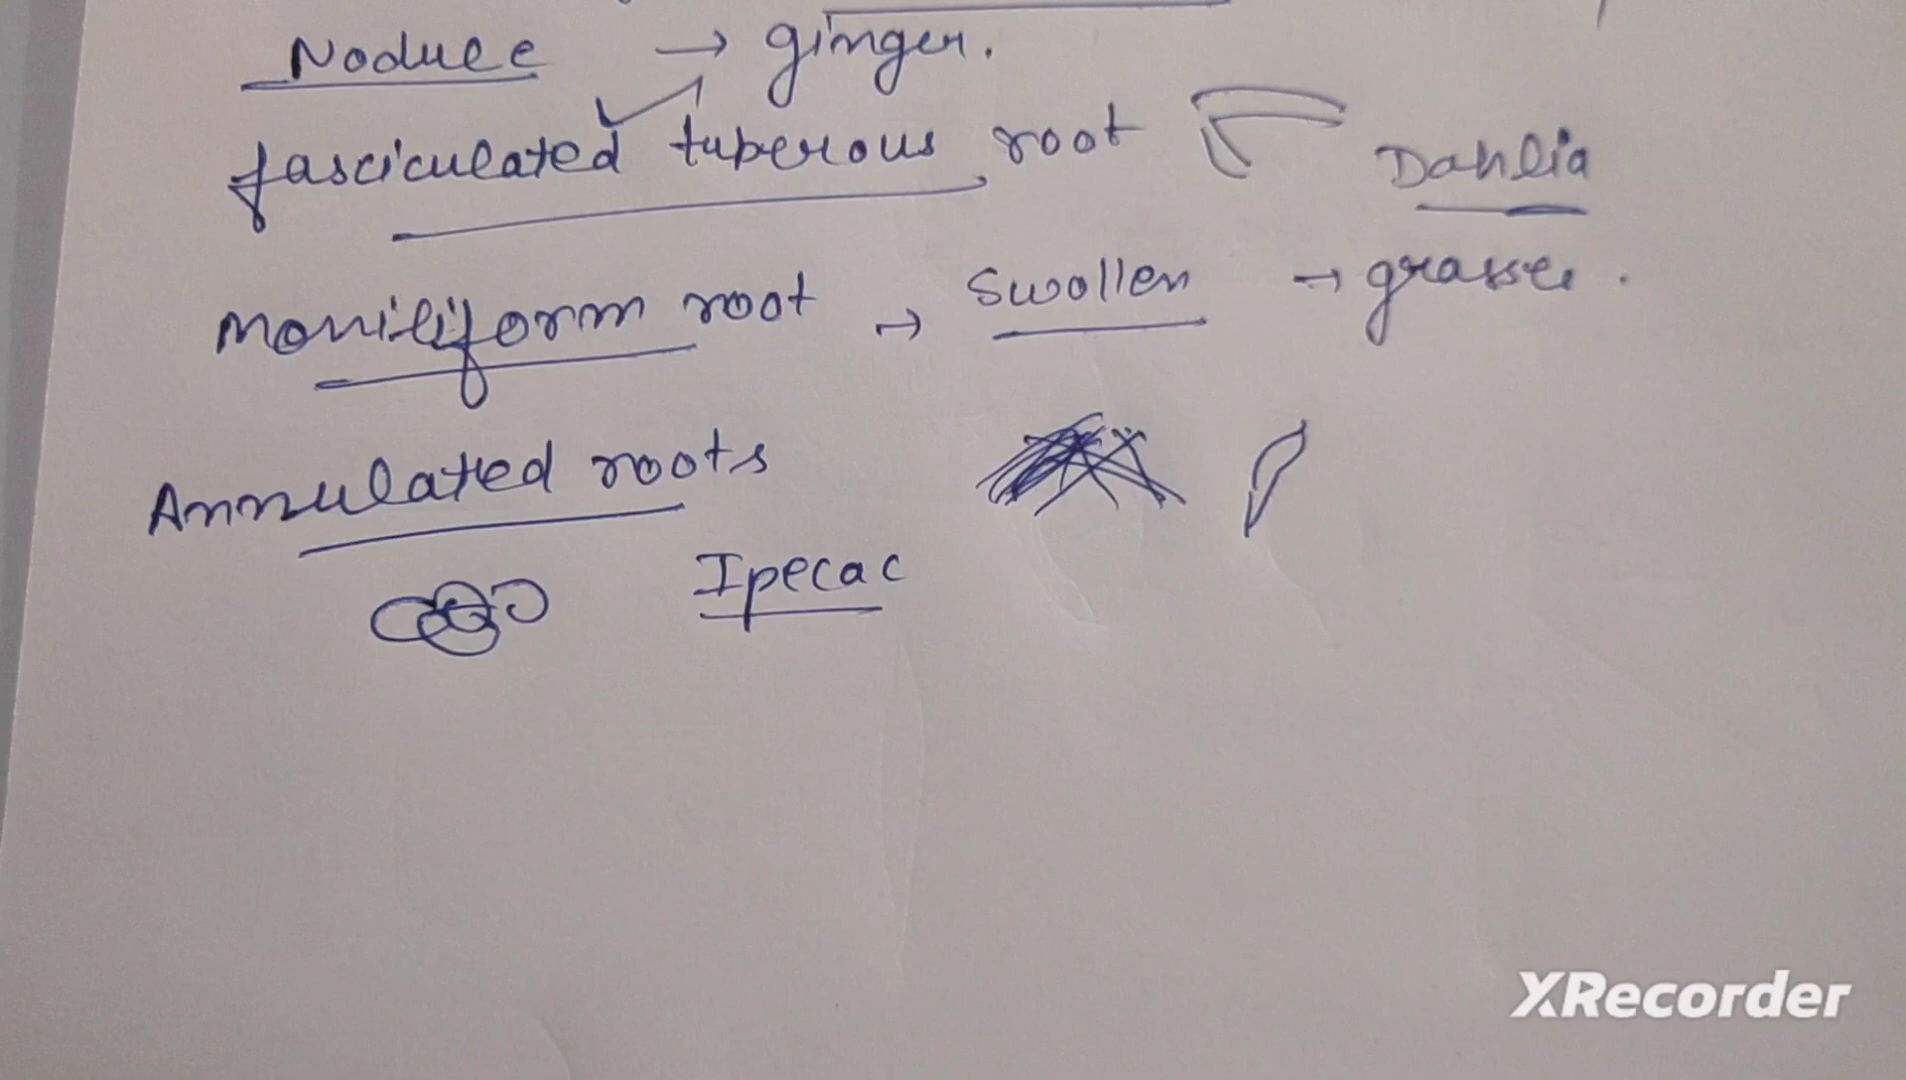 Nodule → ginger.
fasciculated tuberous root Dahlia
Moniliform root → Swollen → grasses.
Annulated roots
Ipecac
XRecorder